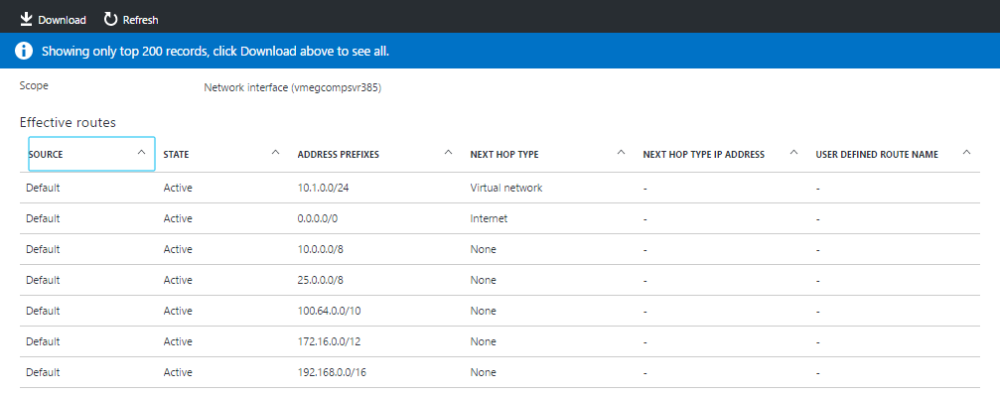 Download Refresh
Showing only top 200 records, click Download above to see all.
Scope Network interface (vmegcompsvr385)
Effective routes
SOURCE STATE ADDRESS PREFIXES NEXT HOP TYPE NEXT HOP TYPE IP ADDRESS USER DEFINED ROUTE NAME
Default Active 10.1.0.0/24 Virtual network - -
Default Active 0.0.0.0/0 Internet - -
Default Active 10.0.0.0/8 None - -
Default Active 25.0.0.0/8 None - -
Default Active 100.64.0.0/10 None - -
Default Active 172.16.0.0/12 None - -
Default Active 192.168.0.0/16 None - -